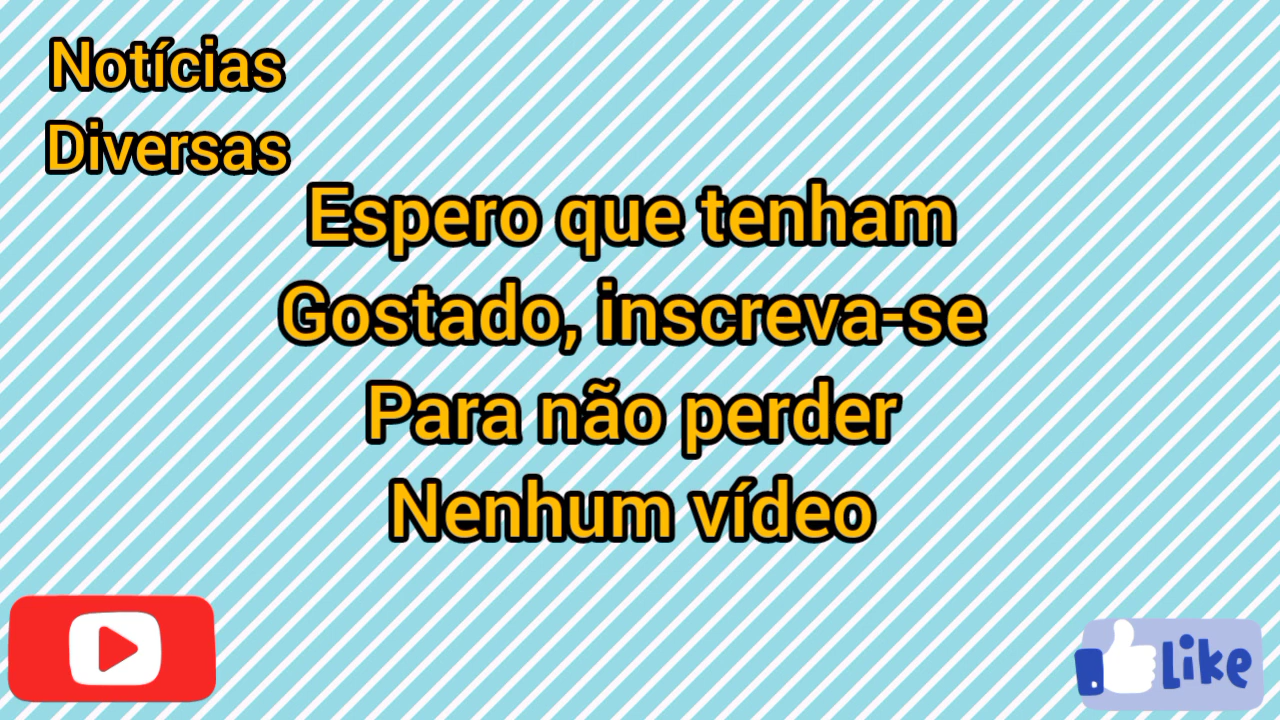 Notícias
Diversas
Espero que tenham
Gostado, inscreva-se
Para não perder
Nenhum vídeo
Like